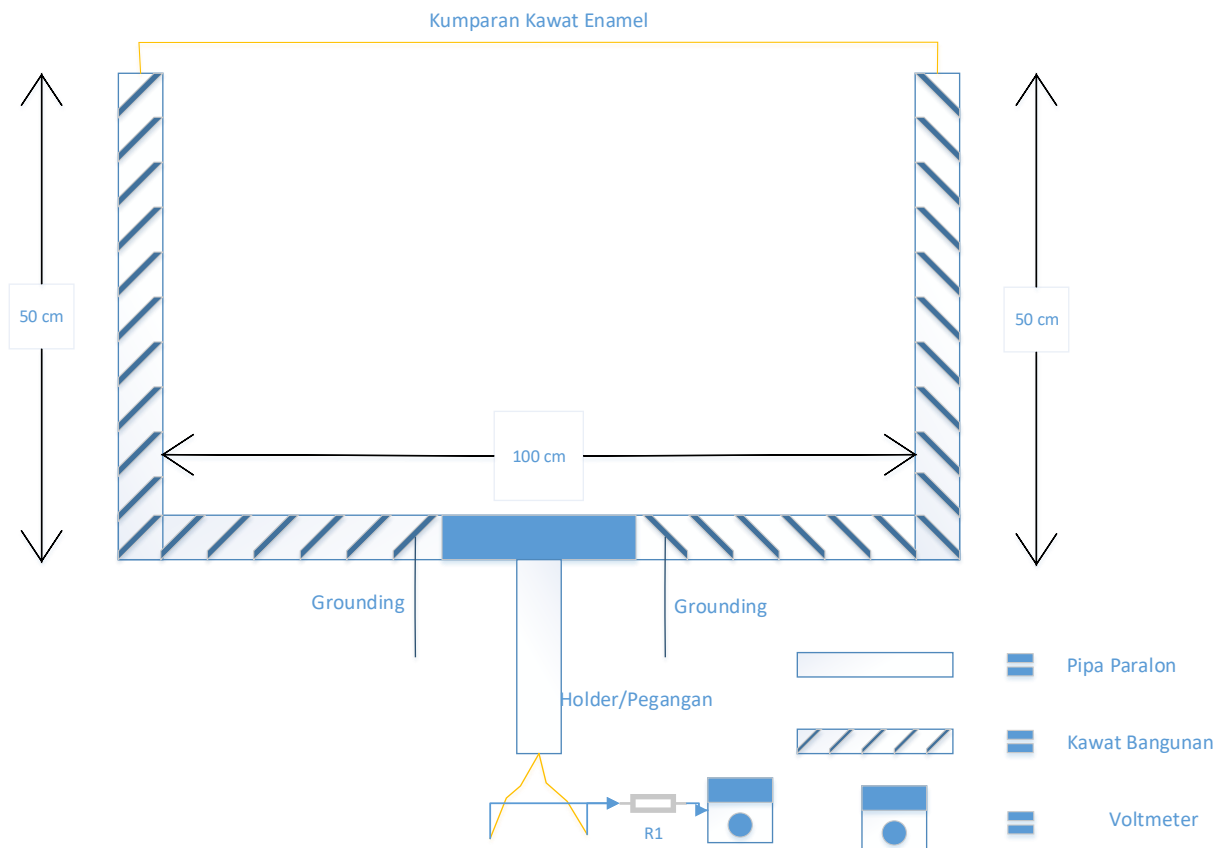 Kumparan Kawat Enamel
50 cm
50 cm
100 cm
Grounding
Grounding
Pipa Paralon
Holder/Pegangan
Kawat Bangunan
Voltmeter
R1